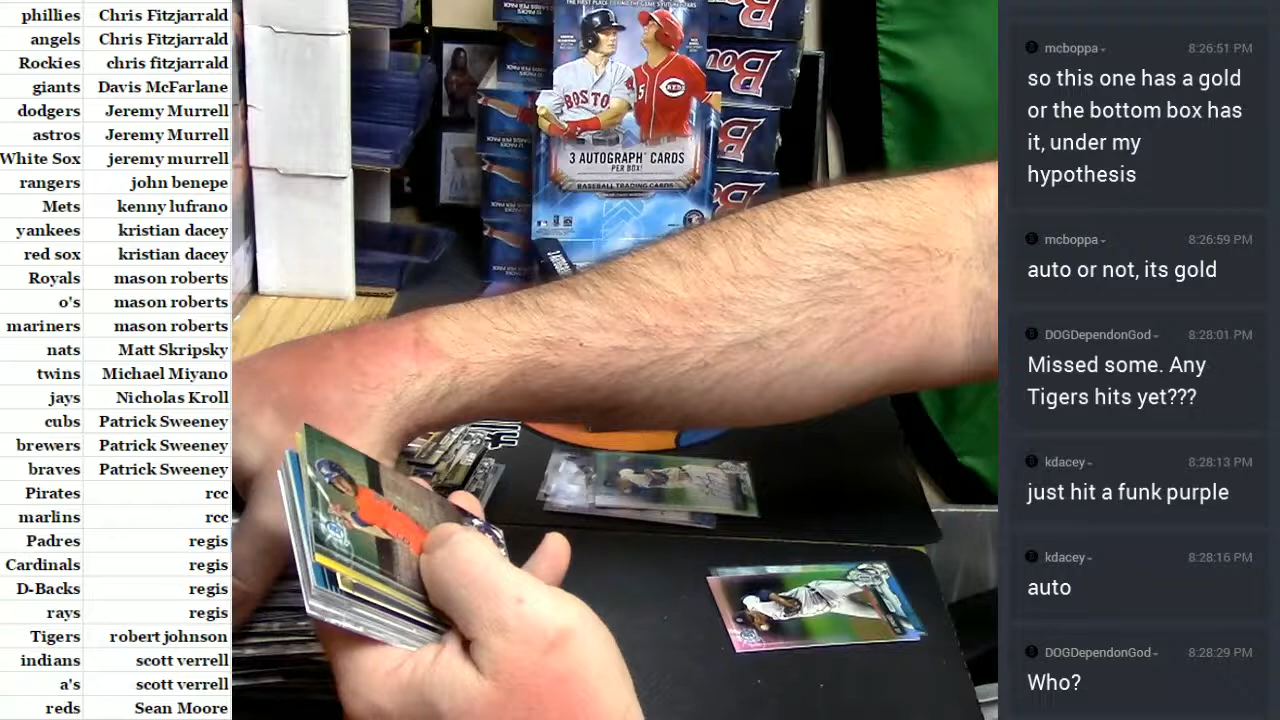 phillies Chris Fitzjarrald
angels Chris Fitzjarrald
Rockies chris fitzjarrald
giants Davis McFarlane
dodgers Jeremy Murrell
astros Jeremy Murrell
White Sox jeremy murrell
rangers john benepe
Mets kenny lufrano
yankees kristian dacey
red sox kristian dacey
Royals mason roberts
o's mason roberts
mariners mason roberts
nats Matt Skripsky
twins Michael Miyano
jays Nicholas Kroll
cubs Patrick Sweeney
brewers Patrick Sweeney
braves Patrick Sweeney
Pirates rcc
marlins rcc
Padres regis
Cardinals regis
D-Backs regis
rays regis
Tigers robert johnson
indians scott verrell
a's scott verrell
reds Sean Moore
BOSTO
REDS
3 AUTOGRAPH CARDS
PER BOX!
BASEBALL TRADING CARDS
Bo
mcboppa 8:26:51 PM
so this one has a gold
or the bottom box has
it, under my
hypothesis
mcboppa 8:26:59 PM
auto or not, its gold
DOGDependonGod 8:28:01 PM
Missed some. Any
Tigers hits yet???
kdacey 8:28:13 PM
just hit a funk purple
kdacey 8:28:16 PM
auto
DOGDependonGod 8:28:29 PM
Who?